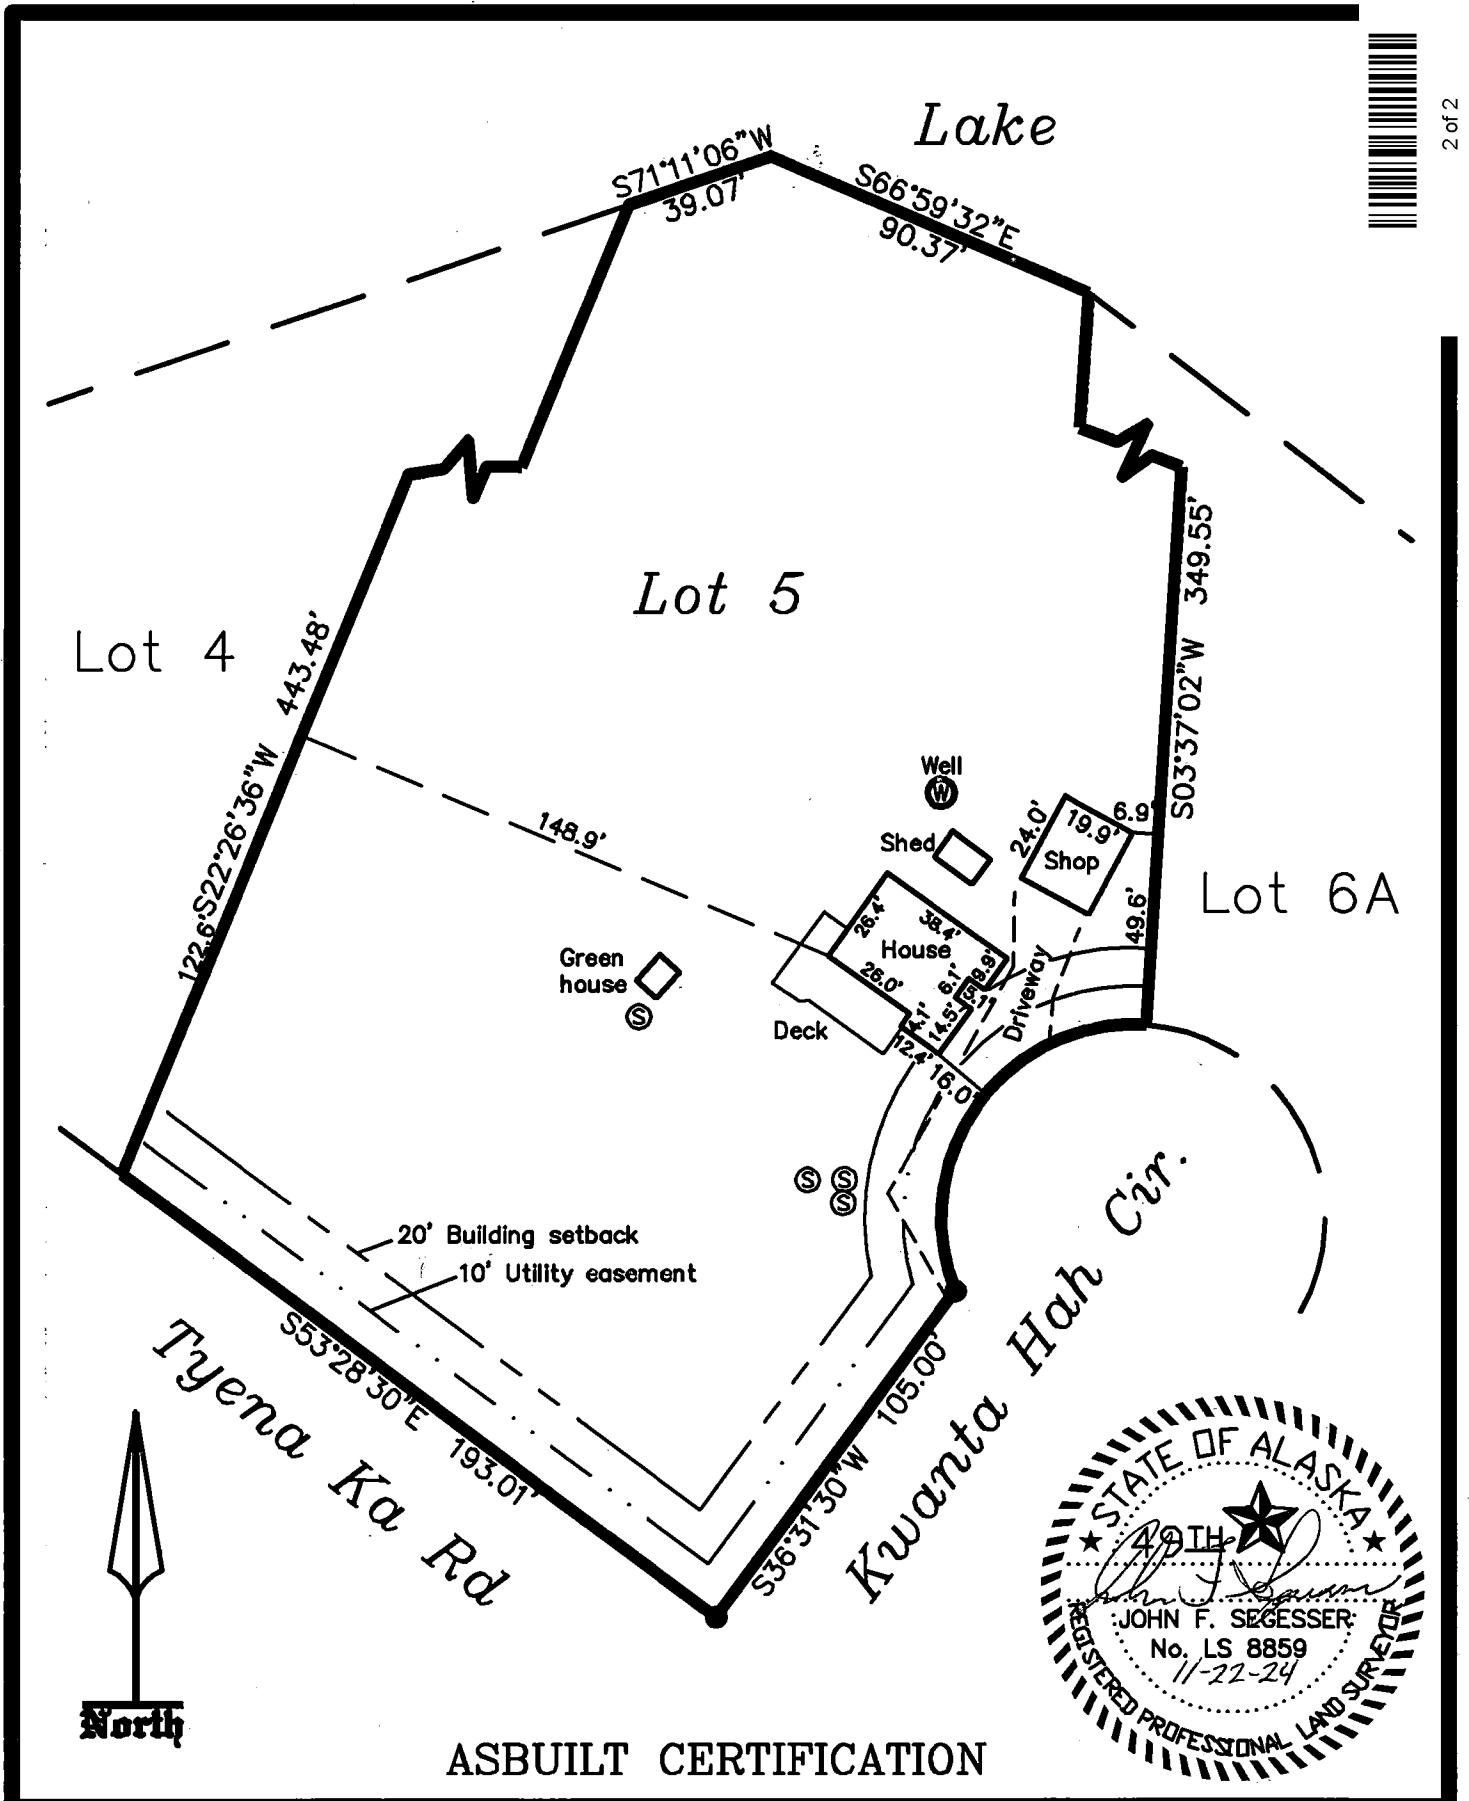 2 of 2
Lake
S71°11'06"W
39.07'
S66°59'32"E
90.37'
Lot 5
Lot 4
443.48'
S22°26'36"W
122.6'
148.9'
349.55'
S03°37'02"W
Lot 6A
Well
W
Shed
24.0'
19.9'
6.9'
Shop
49.6'
26.4'
38.4'
House
26.0'
6.1'
9.9'
5.1'
4.1'
14.5'
12.4'
16.0'
Driveway
Green
house
S
Deck
S S
S
20' Building setback
10' Utility easement
S53°28'30"E
193.01'
Tyena Ka Rd
105.00'
S36°31'30"W
Kwanta Hah Cir.
North
STATE OF ALASKA
49TH
JOHN F. SEGESSER
No. LS 8859
11-22-24
REGISTERED PROFESSIONAL LAND SURVEYOR
ASBUILT CERTIFICATION